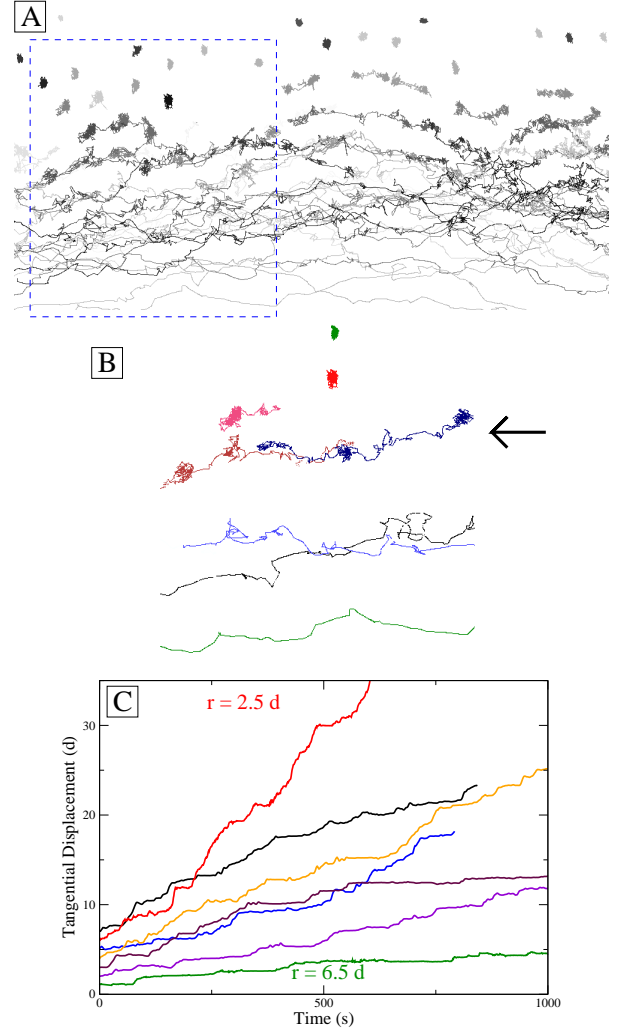 A
B
C
r = 2.5 d
Tangential Displacement (d)
30
20
10
0
r = 6.5 d
0
500
1000
Time (s)